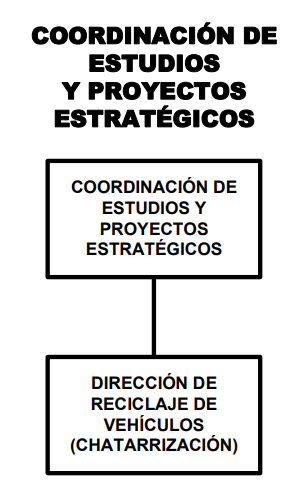 COORDINACIÓN DE
ESTUDIOS
Y PROYECTOS
ESTRATÉGICOS
COORDINACIÓN DE
ESTUDIOS Y
PROYECTOS
ESTRATÉGICOS
DIRECCIÓN DE
RECICLAJE DE
VEHÍCULOS
(CHATARRIZACIÓN)